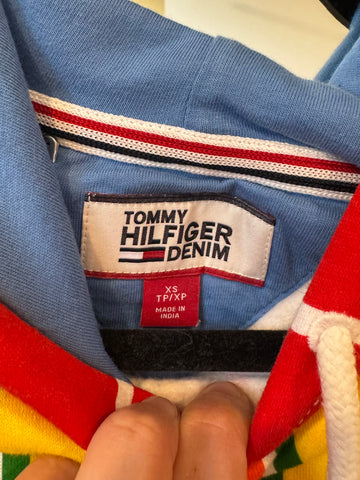 TOMMY
HILFIGER
DENIM
XS
TP/XP
MADE IN
INDIA